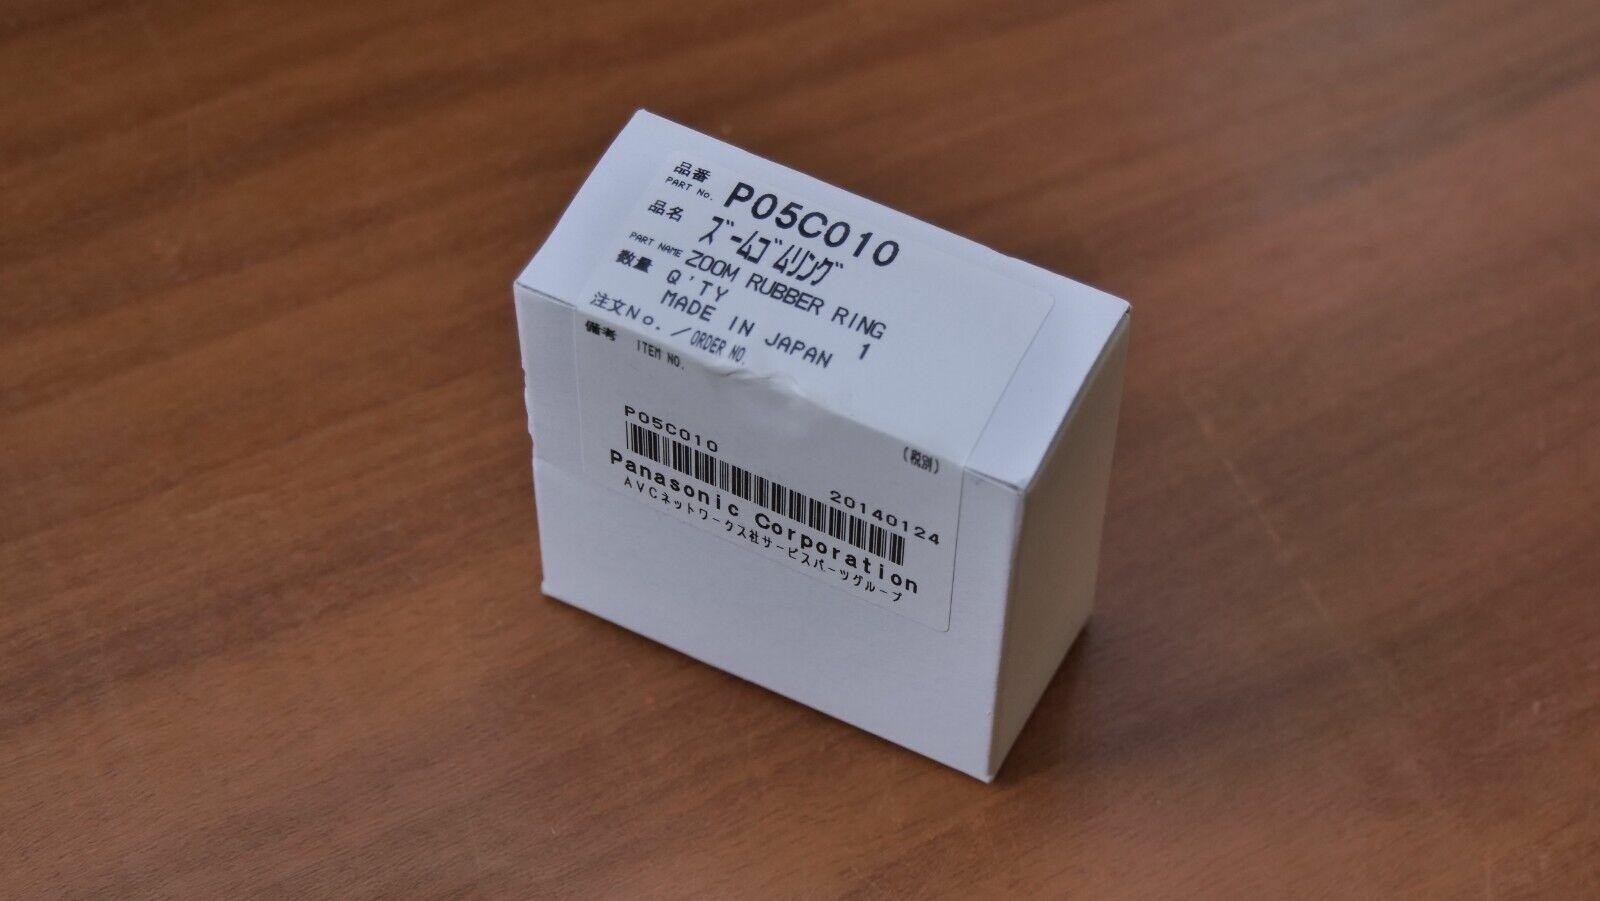 品番 P05C010
PART No.
品名 ズームゴムリング
PART NAME ZOOM RUBBER RING
数量 Q'TY 1
MADE IN JAPAN
注文No./ORDER NO.
備考 ITEM NO.
(税別)
P05C010 20140124
Panasonic Corporation
AVCネットワークス社サービスパーツグループ